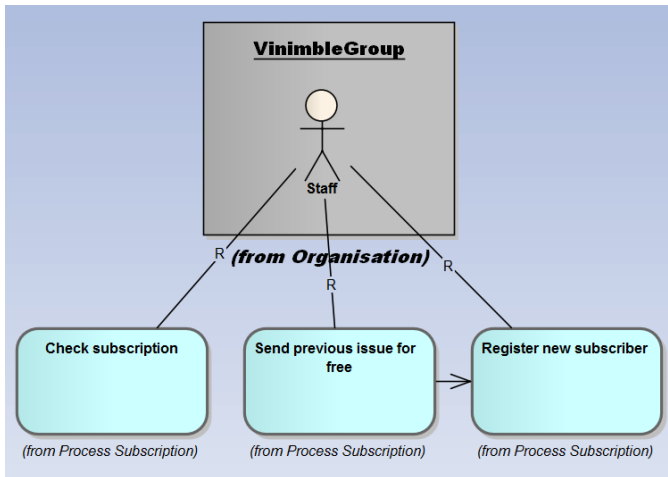 VinimbleGroup
Staff
R
(from Organisation)
R
R
Check subscription
Send previous issue for
free
Register new subscriber
(from Process Subscription)
(from Process Subscription)
(from Process Subscription)